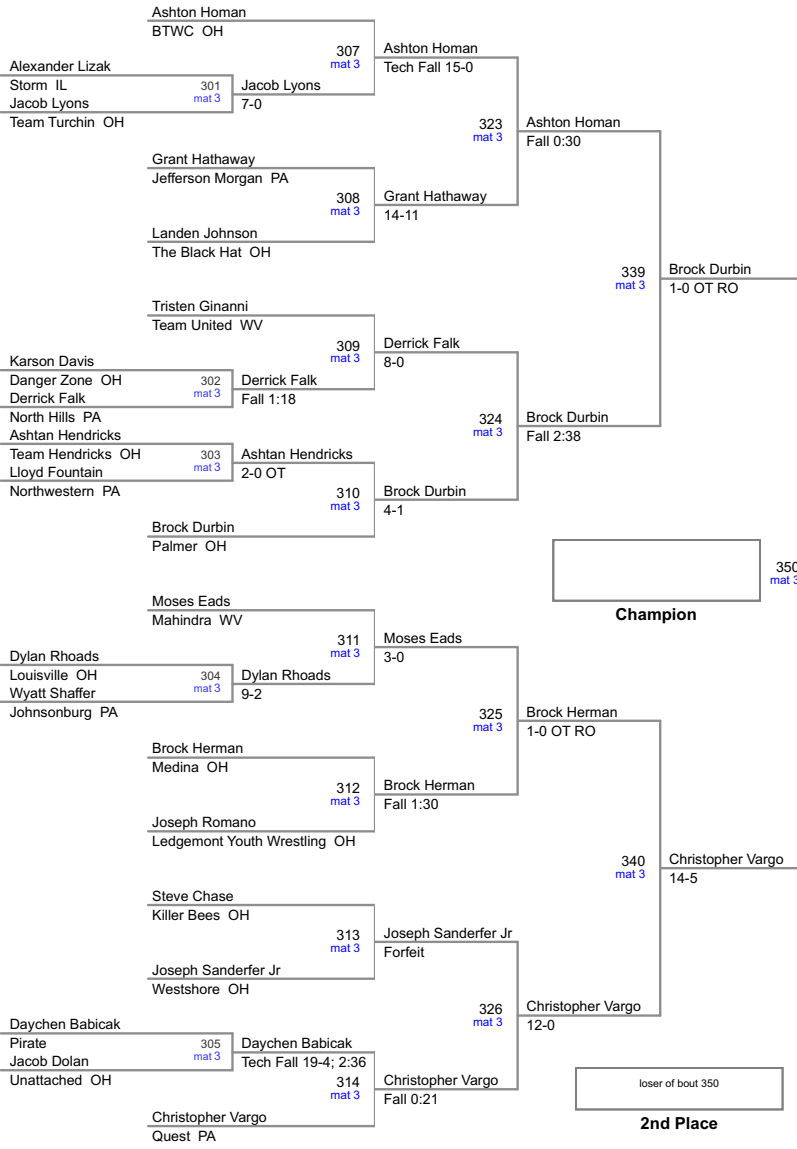 Ashton Homan
BTWC OH
307
mat 3
Ashton Homan
Tech Fall 15-0
Alexander Lizak
Storm IL
301
mat 3
Jacob Lyons
7-0
Jacob Lyons
Team Turchin OH
323
mat 3
Ashton Homan
Fall 0:30
Grant Hathaway
Jefferson Morgan PA
308
mat 3
Grant Hathaway
14-11
Landen Johnson
The Black Hat OH
339
mat 3
Brock Durbin
1-0 OT RO
Tristen Ginanni
Team United WV
309
mat 3
Derrick Falk
8-0
Karson Davis
Danger Zone OH
302
mat 3
Derrick Falk
Fall 1:18
Derrick Falk
North Hills PA
324
mat 3
Brock Durbin
Fall 2:38
Ashtan Hendricks
Team Hendricks OH
303
mat 3
Ashtan Hendricks
2-0 OT
Lloyd Fountain
Northwestern PA
310
mat 3
Brock Durbin
4-1
Brock Durbin
Palmer OH
350
mat 3
Champion
Moses Eads
Mahindra WV
311
mat 3
Moses Eads
3-0
Dylan Rhoads
Louisville OH
304
mat 3
Dylan Rhoads
9-2
Wyatt Shaffer
Johnsonburg PA
325
mat 3
Brock Herman
1-0 OT RO
Brock Herman
Medina OH
312
mat 3
Brock Herman
Fall 1:30
Joseph Romano
Ledgemont Youth Wrestling OH
340
mat 3
Christopher Vargo
14-5
Steve Chase
Killer Bees OH
313
mat 3
Joseph Sanderfer Jr
Forfeit
Joseph Sanderfer Jr
Westshore OH
326
mat 3
Christopher Vargo
12-0
Daychen Babicak
Pirate
305
mat 3
Daychen Babicak
Tech Fall 19-4; 2:36
Jacob Dolan
Unattached OH
314
mat 3
Christopher Vargo
Fall 0:21
Christopher Vargo
Quest PA
loser of bout 350
2nd Place